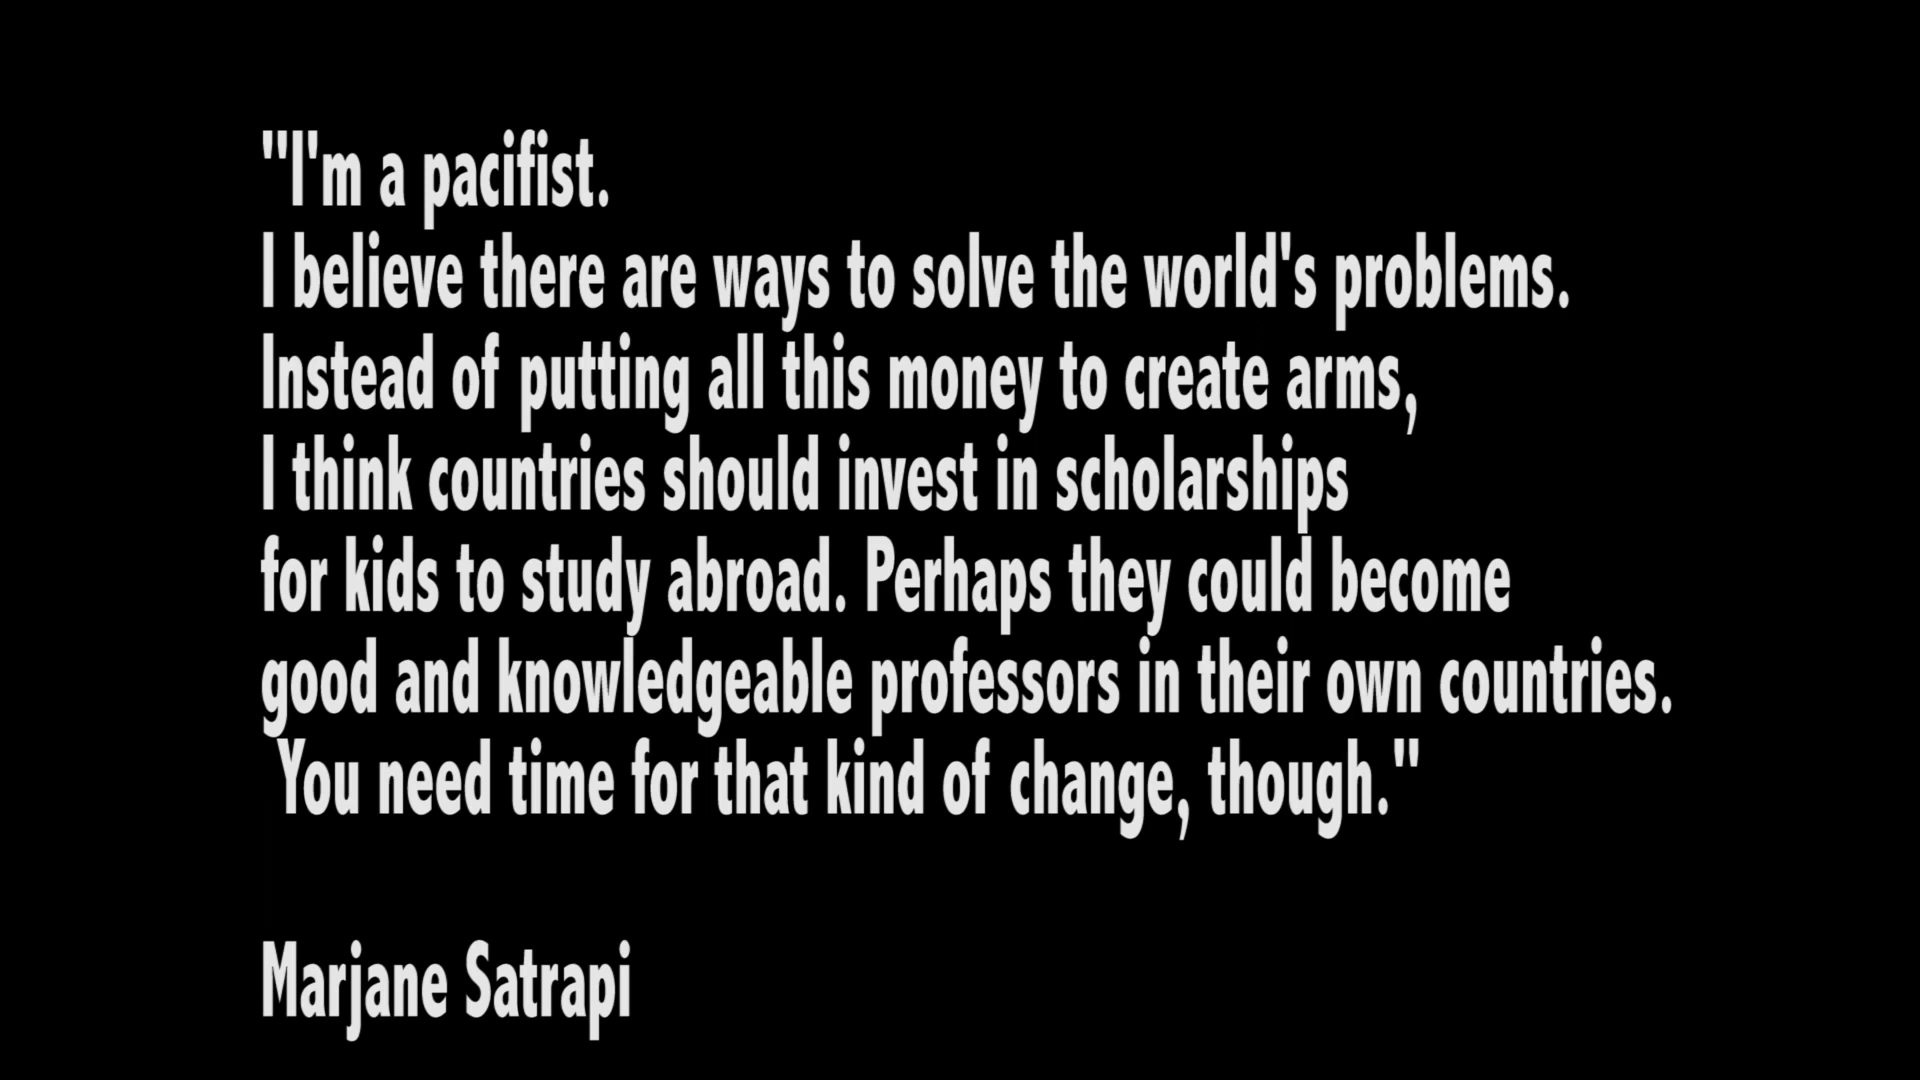 "I'm a pacifist.
I believe there are ways to solve the world's problems.
Instead of putting all this money to create arms,
I think countries should invest in scholarships
for kids to study abroad. Perhaps they could become
good and knowledgeable professors in their own countries.
You need time for that kind of change, though."
Marjane Satrapi